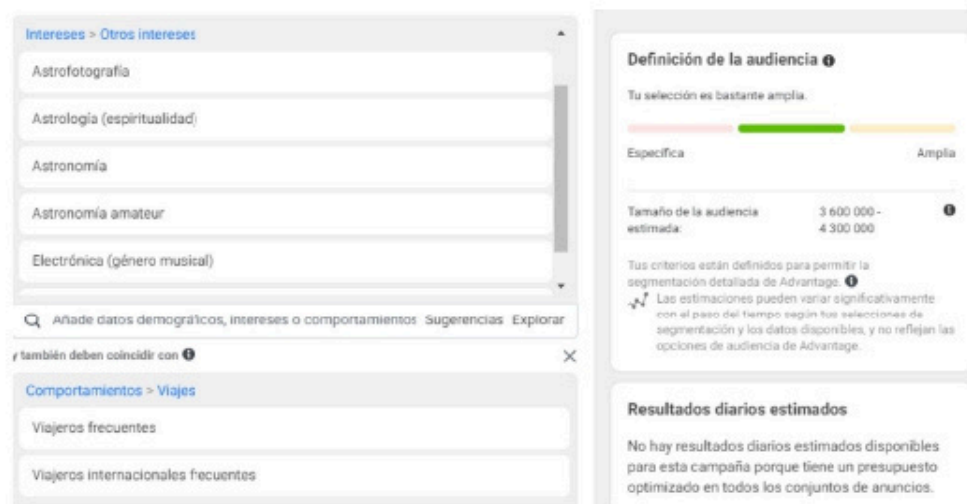 Intereses > Otros intereses
Astrofotografía
Astrología (espiritualidad)
Astronomía
Astronomía amateur
Electrónica (género musical)
Añade datos demográficos, intereses o comportamientos Sugerencias Explorar
y también deben coincidir con
Comportamientos > Viajes
Viajeros frecuentes
Viajeros internacionales frecuentes
Definición de la audiencia
Tu selección es bastante amplia.
Específica Amplia
Tamaño de la audiencia 3 600 000 -
estimada: 4 300 000
Tus criterios están definidos para permitir la
segmentación detallada de Advantage.
Las estimaciones pueden variar significativamente
con el paso del tiempo según tus selecciones de
segmentación y los datos disponibles, y no reflejan las
opciones de audiencia de Advantage.
Resultados diarios estimados
No hay resultados diarios estimados disponibles
para esta campaña porque tiene un presupuesto
optimizado en todos los conjuntos de anuncios.